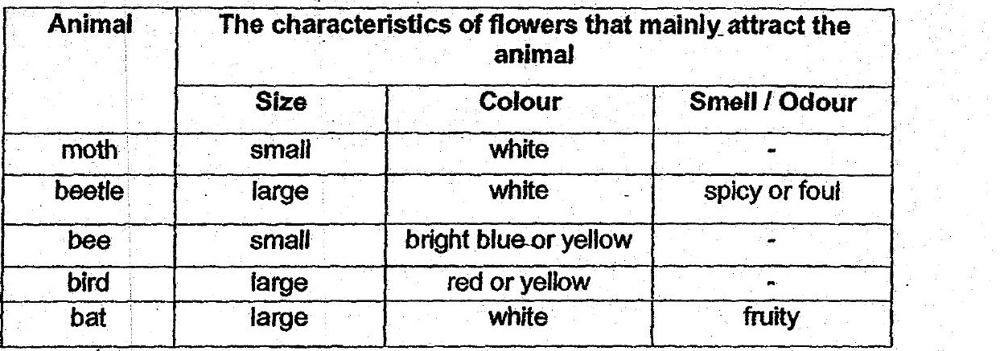 Animal The characteristics of flowers that mainly attract the
animal
Size Colour Smell / Odour
moth small white -
beetle large white spicy or foul
bee small bright blue or yellow -
bird large red or yellow -
bat large white fruity